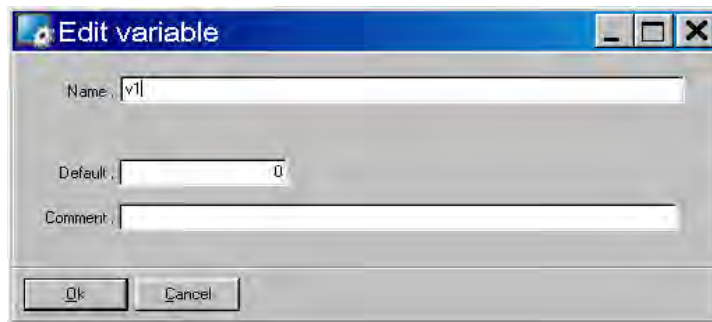 Edit variable
Name . v1
Default . 0
Comment .
Ok Cancel